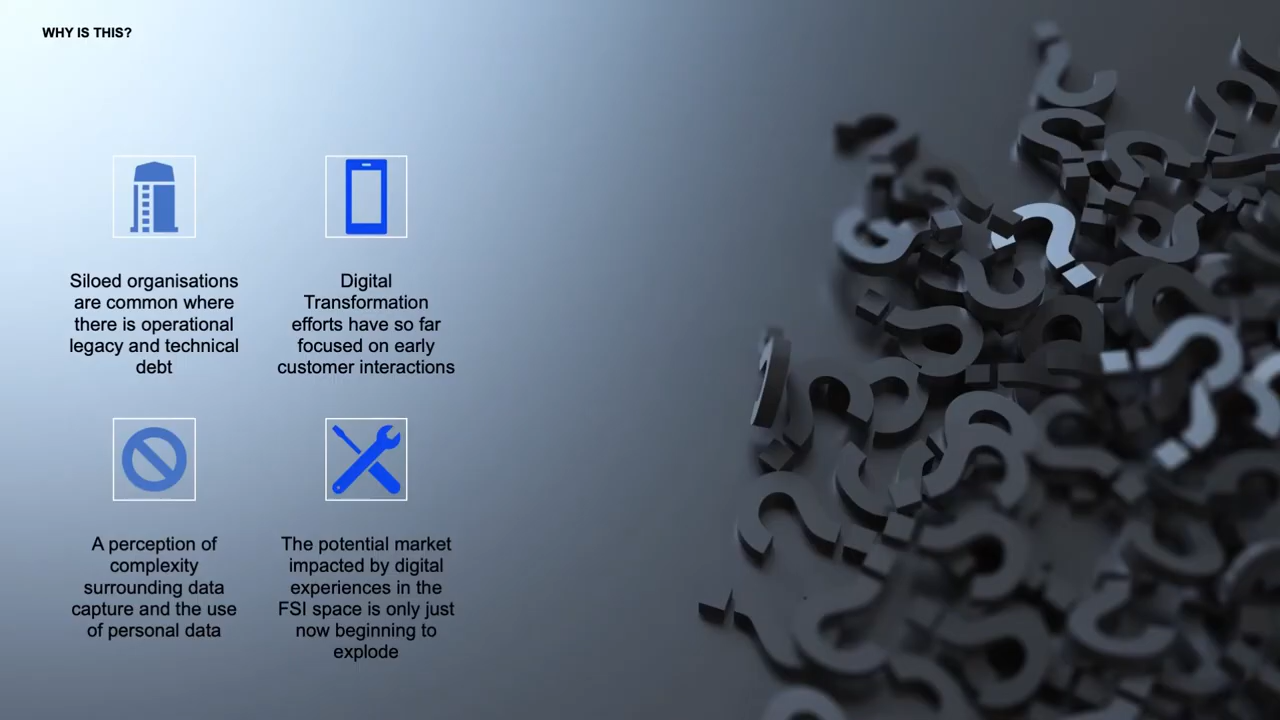 WHY IS THIS?
Siloed organisations
are common where
there is operational
legacy and technical
debt
Digital
Transformation
efforts have so far
focused on early
customer interactions
A perception of
complexity
surrounding data
capture and the use
of personal data
The potential market
impacted by digital
experiences in the
FSI space is only just
now beginning to
explode